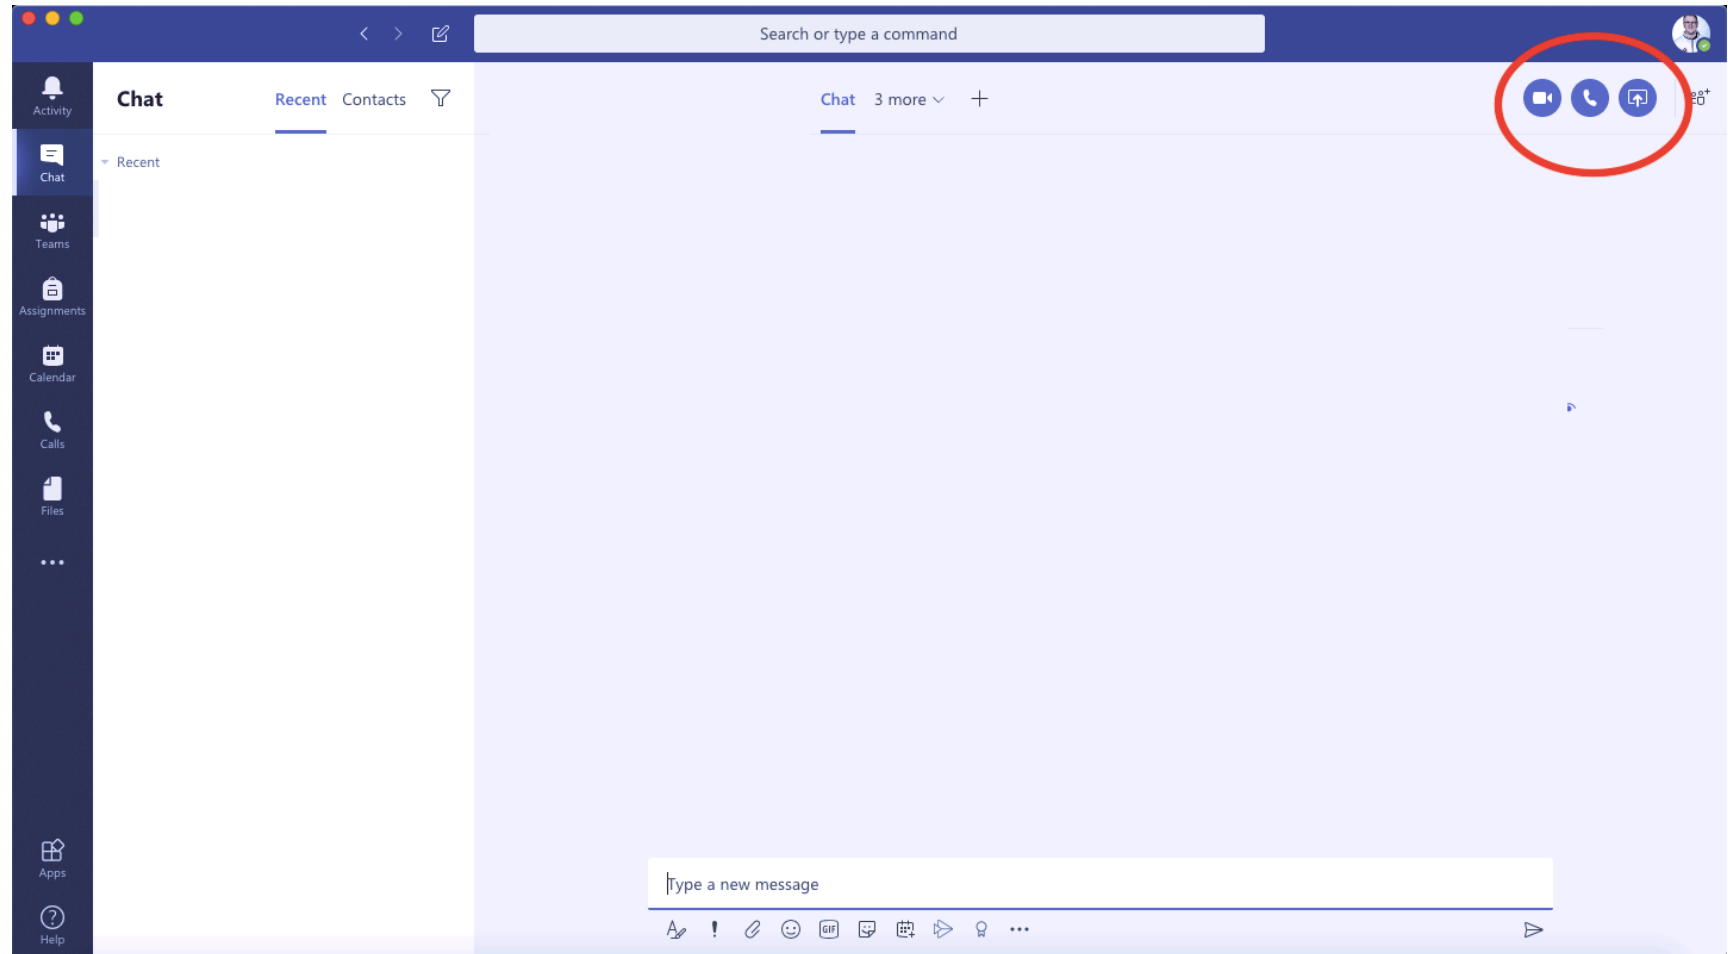 Search or type a command
Activity
Chat
Teams
Assignments
Calendar
Calls
Files
Apps
Help
Chat Recent Contacts
Recent
Chat 3 more
Type a new message
GIF